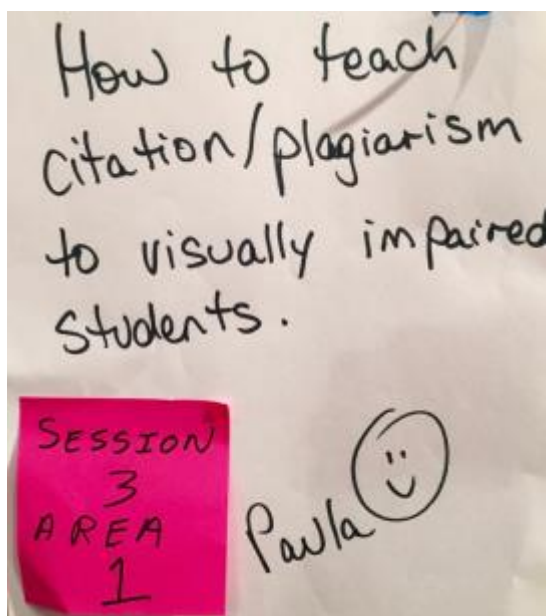 How to teach
citation/plagiarism
to visually impaired
students.
SESSION
3
AREA
1
Paula